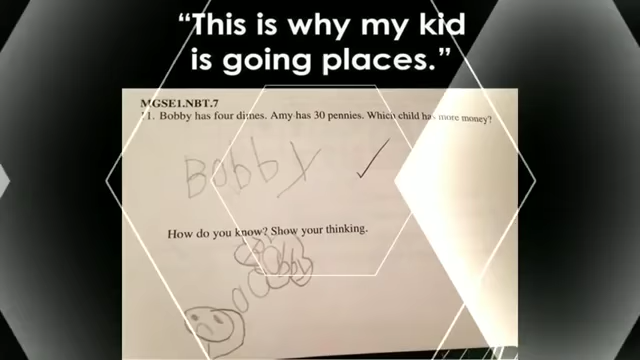 “This is why my kid
is going places.”
MGSE1.NBT.7
11. Bobby has four dimes. Amy has 30 pennies. Which child has more money?
Bobby
How do you know? Show your thinking.
Bobby